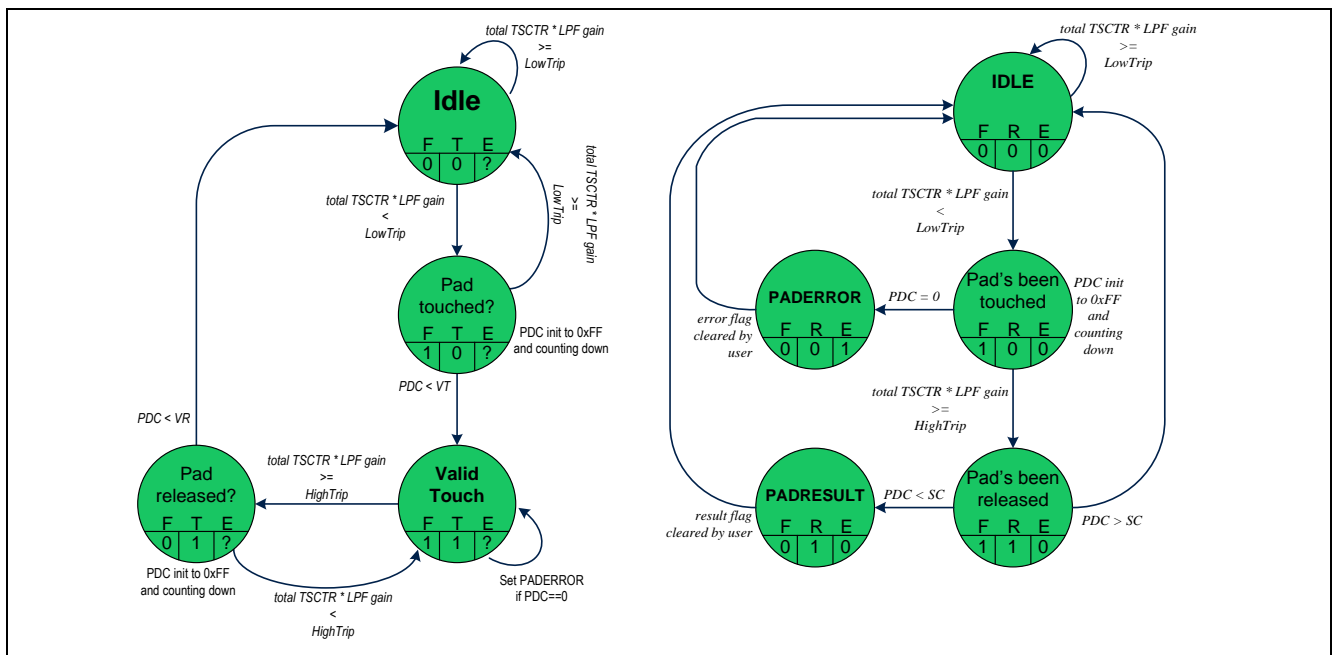 total TSCTR * LPF gain
>=
LowTrip
Idle
F T E
0 0 ?
total TSCTR * LPF gain
<
LowTrip
total TSCTR * LPF gain
>=
LowTrip
Pad
touched?
F T E
1 0 ?
PDC init to 0xFF
and counting down
PDC < VT
PDC < VR
Pad
released?
F T E
0 1 ?
PDC init to 0xFF
and counting down
total TSCTR * LPF gain
>=
HighTrip
Valid
Touch
F T E
1 1 ?
total TSCTR * LPF gain
<
HighTrip
Set PADERROR
if PDC==0
total TSCTR * LPF gain
>=
LowTrip
IDLE
F R E
0 0 0
total TSCTR * LPF gain
<
LowTrip
PADERROR
F R E
0 0 1
error flag
cleared by
user
PDC = 0
Pad's been
touched
F R E
1 0 0
PDC init
to 0xFF
and
counting
down
total TSCTR * LPF gain
>=
HighTrip
PADRESULT
F R E
0 1 0
result flag
cleared by user
PDC < SC
Pad's been
released
F R E
1 1 0
PDC > SC